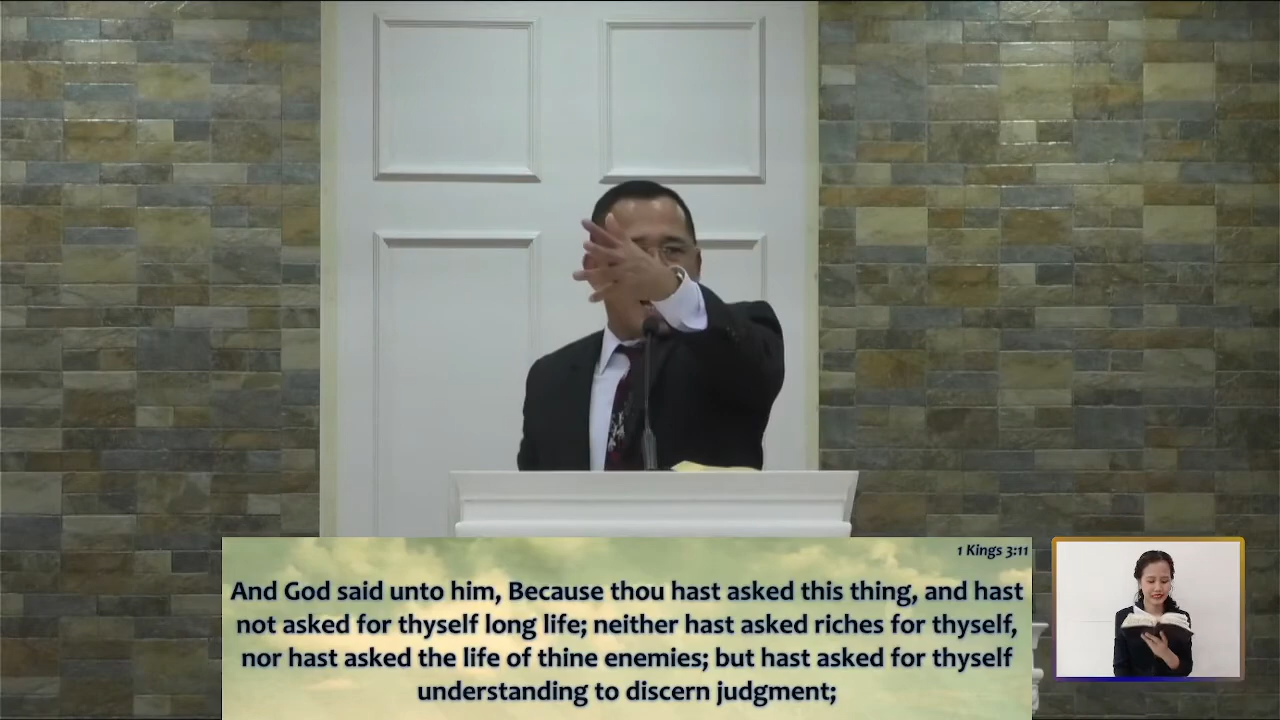 1 Kings 3:11
And God said unto him, Because thou hast asked this thing, and hast
not asked for thyself long life; neither hast asked riches for thyself,
nor hast asked the life of thine enemies; but hast asked for thyself
understanding to discern judgment;